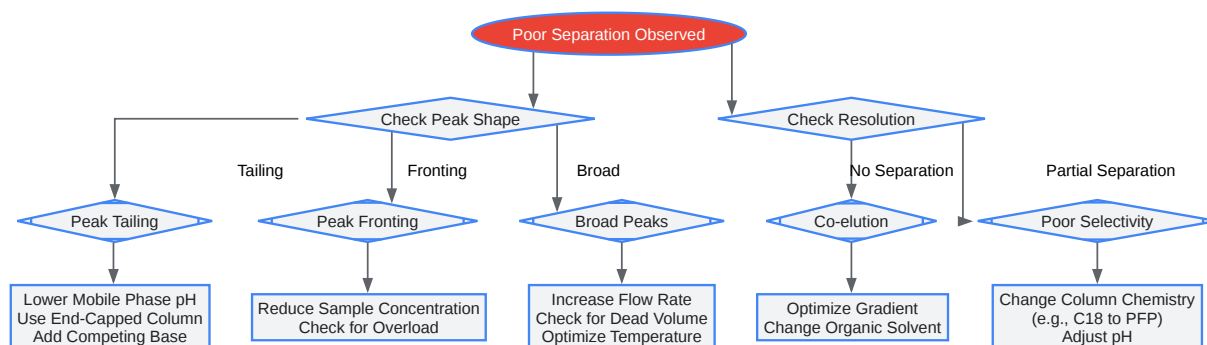 Poor Separation Observed
Check Peak Shape
Check Resolution
Tailing
Fronting
Broad
No Separation
Partial Separation
Peak Tailing
Peak Fronting
Broad Peaks
Co-elution
Poor Selectivity
Lower Mobile Phase pH
Use End-Capped Column
Add Competing Base
Reduce Sample Concentration
Check for Overload
Increase Flow Rate
Check for Dead Volume
Optimize Temperature
Optimize Gradient
Change Organic Solvent
Change Column Chemistry
(e.g., C18 to PFP)
Adjust pH